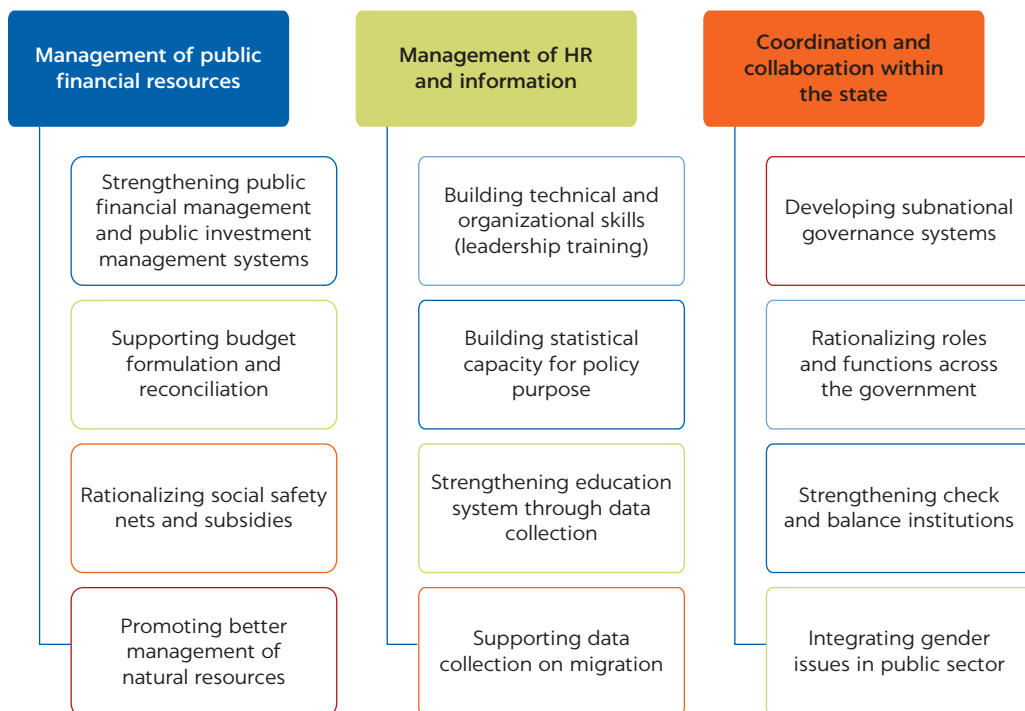 Management of public
financial resources
Strengthening public
financial management
and public investment
management systems
Supporting budget
formulation and
reconciliation
Rationalizing social safety
nets and subsidies
Promoting better
management of
natural resources
Management of HR
and information
Building technical and
organizational skills
(leadership training)
Building statistical
capacity for policy
purpose
Strengthening education
system through data
collection
Supporting data
collection on migration
Coordination and
collaboration within
the state
Developing subnational
governance systems
Rationalizing roles
and functions across
the government
Strengthening check
and balance institutions
Integrating gender
issues in public sector